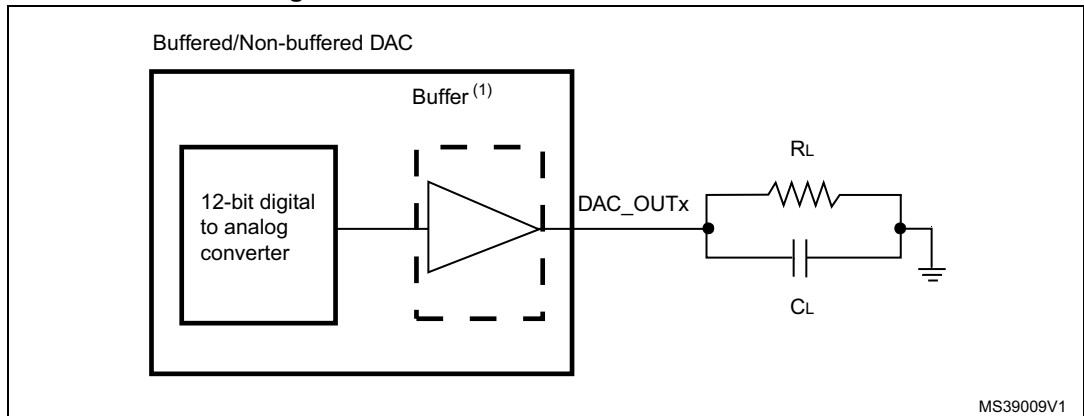 Buffered/Non-buffered DAC
Buffer (1)
12-bit digital
to analog
converter
DAC_OUTx
RL
CL
MS39009V1